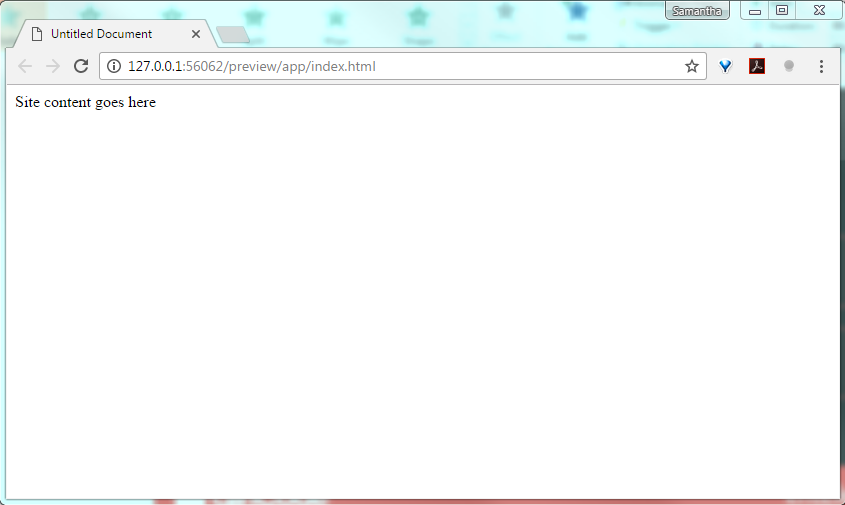 Samantha
Untitled Document
127.0.0.1:56062/preview/app/index.html
Site content goes here